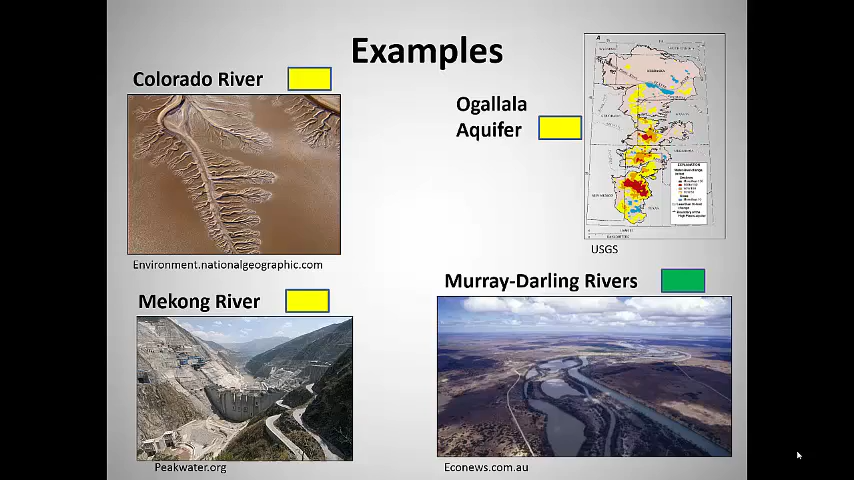 Examples
Colorado River
Environment.nationalgeographic.com
Ogallala
Aquifer
USGS
Mekong River
Peakwater.org
Murray-Darling Rivers
Econews.com.au